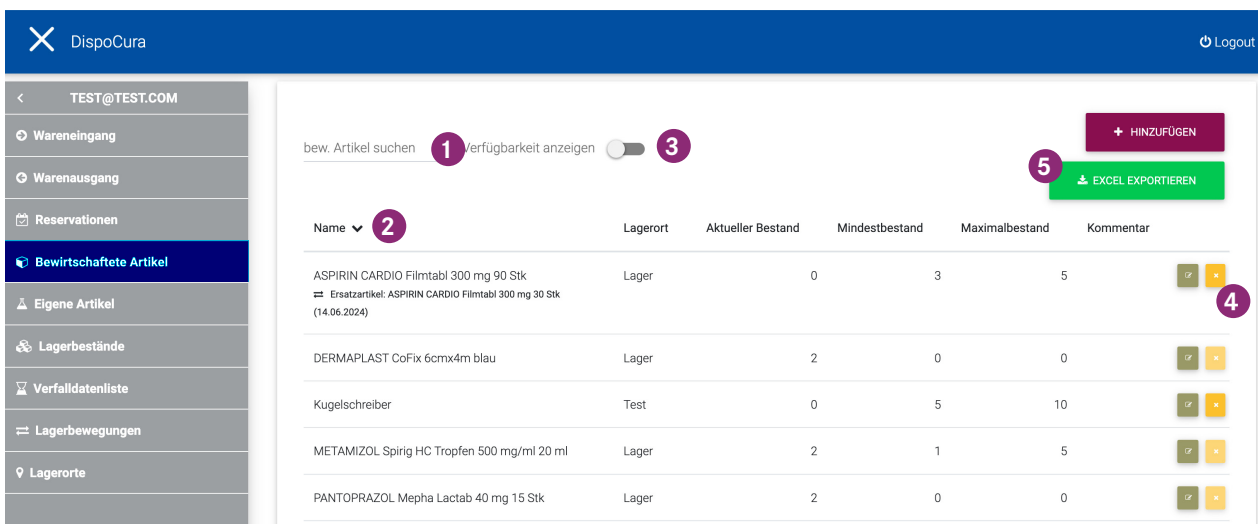 DispoCura
Logout
TEST@TEST.COM
Wareneingang
Warenausgang
Reservationen
Bewirtschaftete Artikel
Eigene Artikel
Lagerbestände
Verfalldatenliste
Lagerbewegungen
Lagerorte
bew. Artikel suchen 1 Verfügbarkeit anzeigen 3
+ HINZUFÜGEN
5 EXCEL EXPORTIEREN
Name 2 Lagerort Aktueller Bestand Mindestbestand Maximalbestand Kommentar
ASPIRIN CARDIO Filmtabl 300 mg 90 Stk Lager 0 3 5
Ersatzartikel: ASPIRIN CARDIO Filmtabl 300 mg 30 Stk
(14.06.2024)
4
DERMAPLAST CoFix 6cmx4m blau Lager 2 0 0
Kugelschreiber Test 0 5 10
METAMIZOL Spirig HC Tropfen 500 mg/ml 20 ml Lager 2 1 5
PANTOPRAZOL Mepha Lactab 40 mg 15 Stk Lager 2 0 0